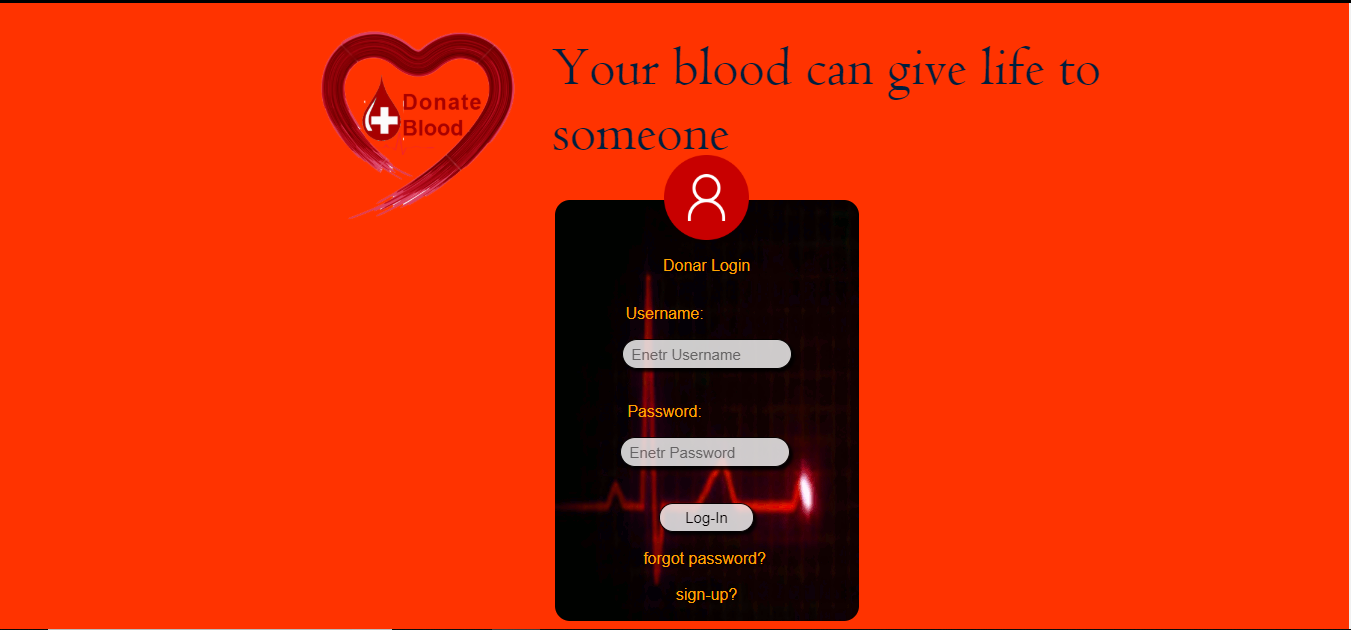 Donate
Blood
Your blood can give life to
someone
Donar Login
Username:
Enetr Username
Password:
Enetr Password
Log-In
forgot password?
sign-up?